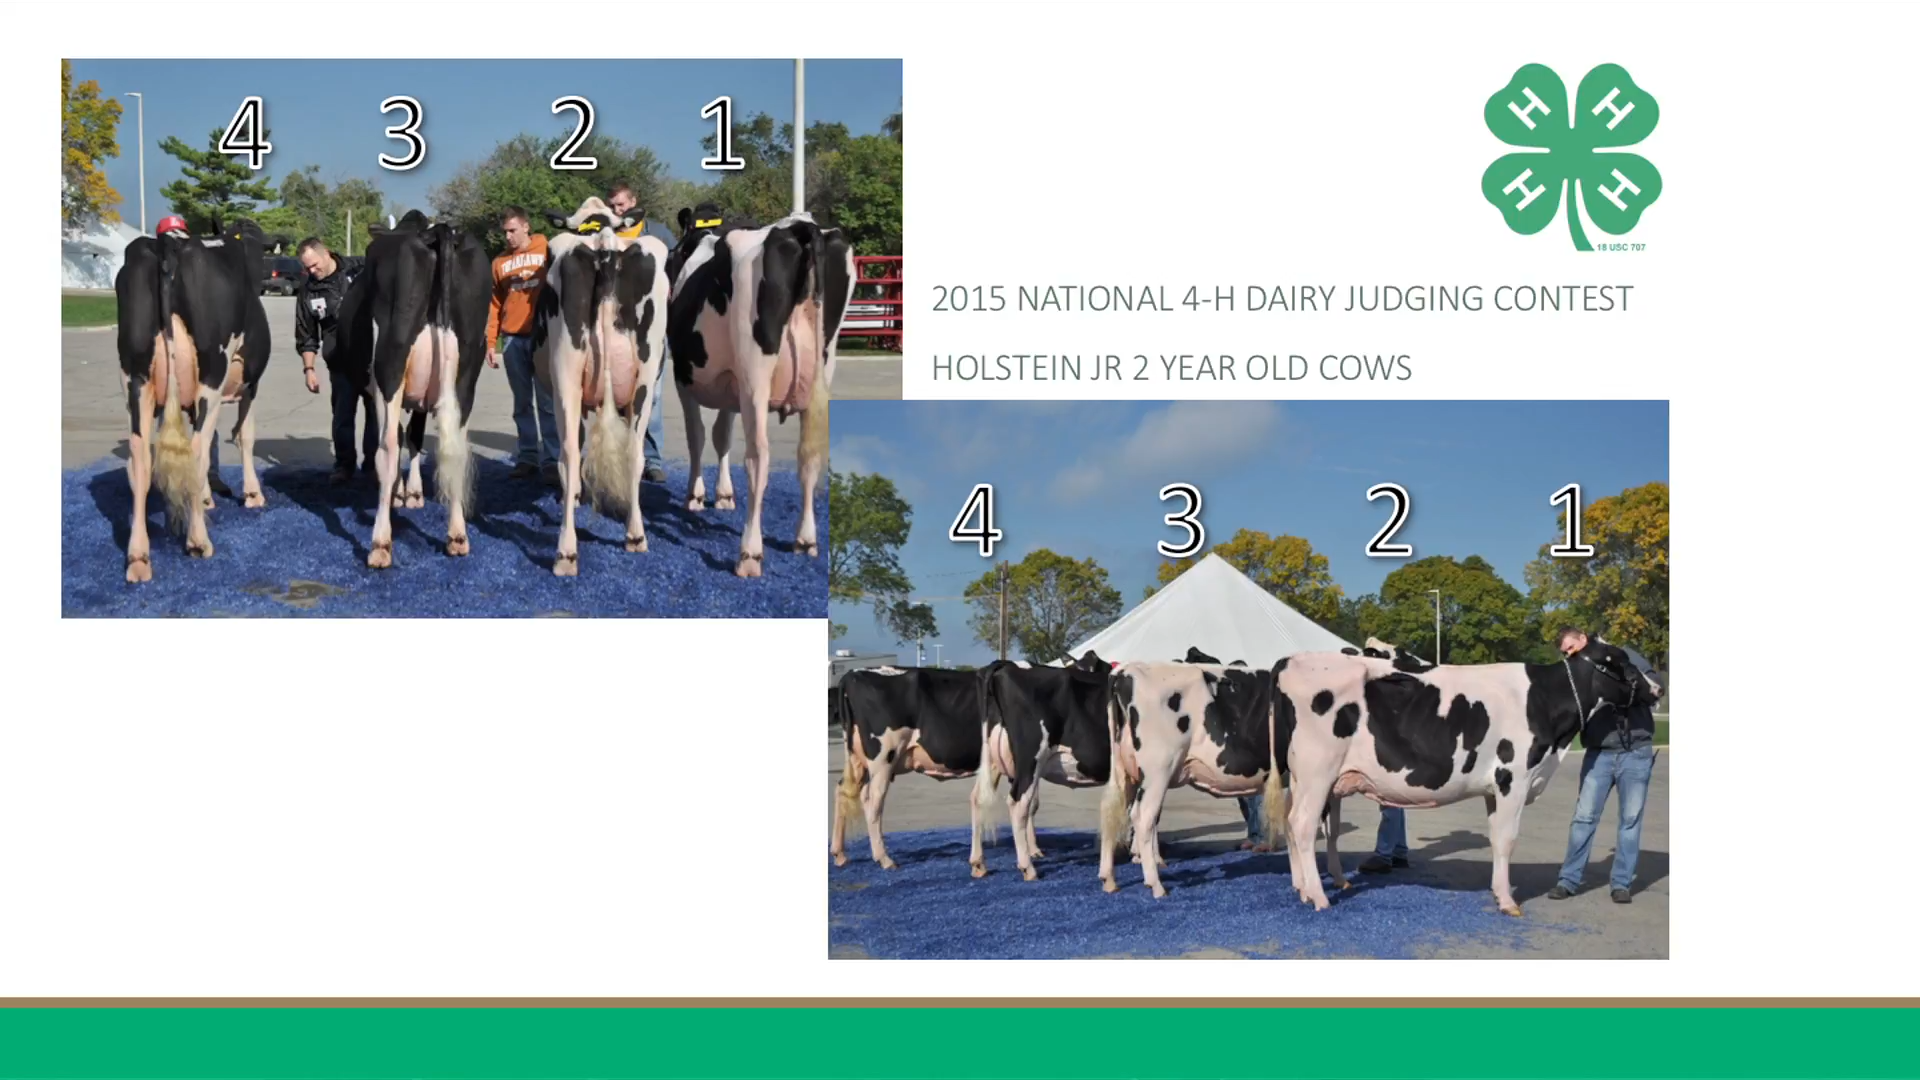 4 3 2 1
H H
H H
18 USC 707
2015 NATIONAL 4-H DAIRY JUDGING CONTEST
HOLSTEIN JR 2 YEAR OLD COWS
4 3 2 1